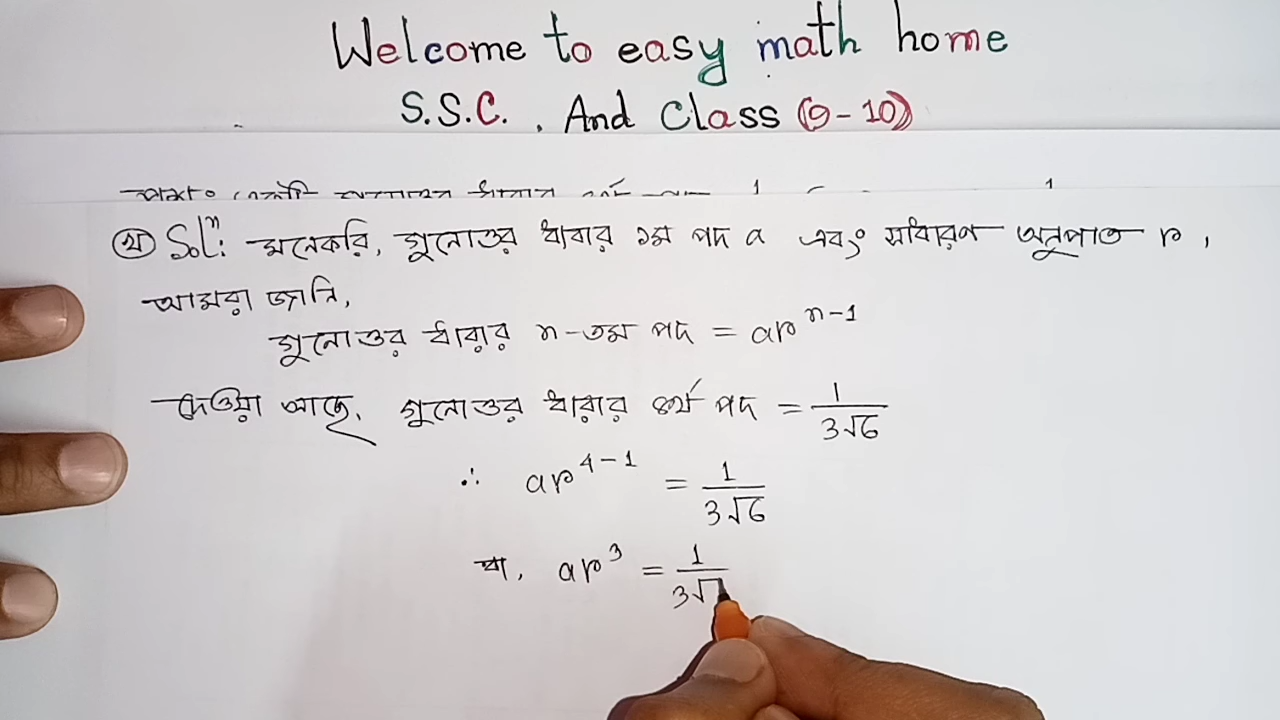 Welcome to easy math home
S.S.C. , And Class (9-10)
খ Solⁿ: মনেকরি, গুনোত্তর ধারার ১ম পদ a এবং সধারণ অনুপাত r ,
আমরা জানি,
গুনোত্তর ধারার n-তম পদ = ar^{n-1}
দেওয়া আছে, গুনোত্তর ধারার ৪র্থ পদ = 1/(3√6)
∴ ar^{4-1} = 1/(3√6)
বা, ar^3 = 1/(3√